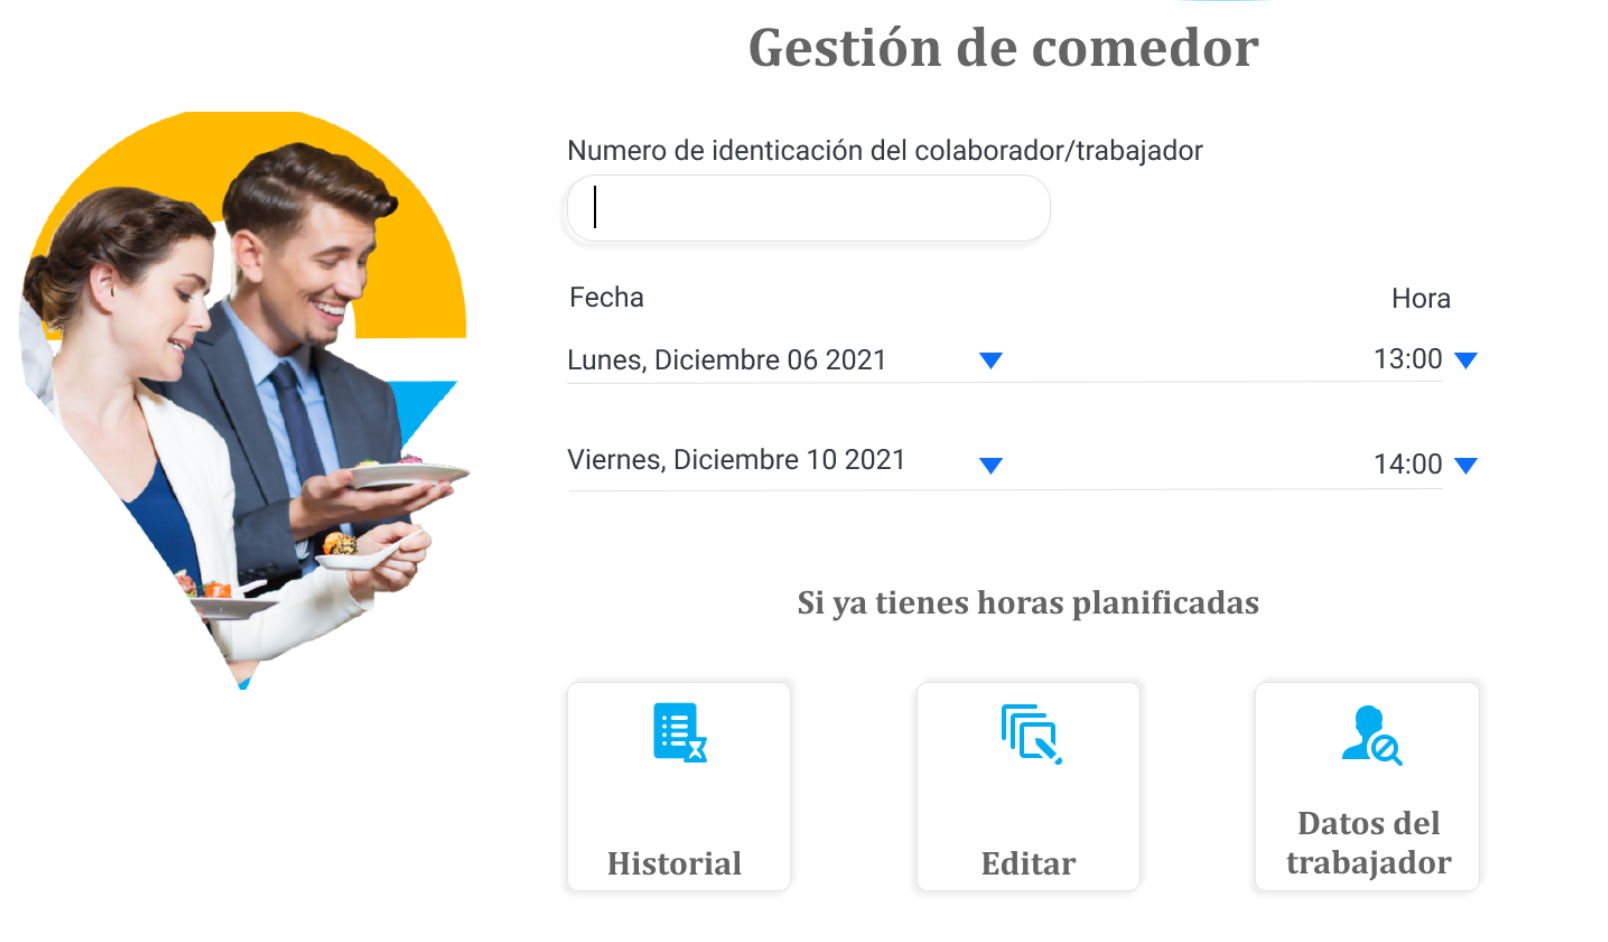 Gestión de comedor
Numero de identicación del colaborador/trabajador
Fecha Hora
Lunes, Diciembre 06 2021 13:00
Viernes, Diciembre 10 2021 14:00
Si ya tienes horas planificadas
Historial
Editar
Datos del
trabajador